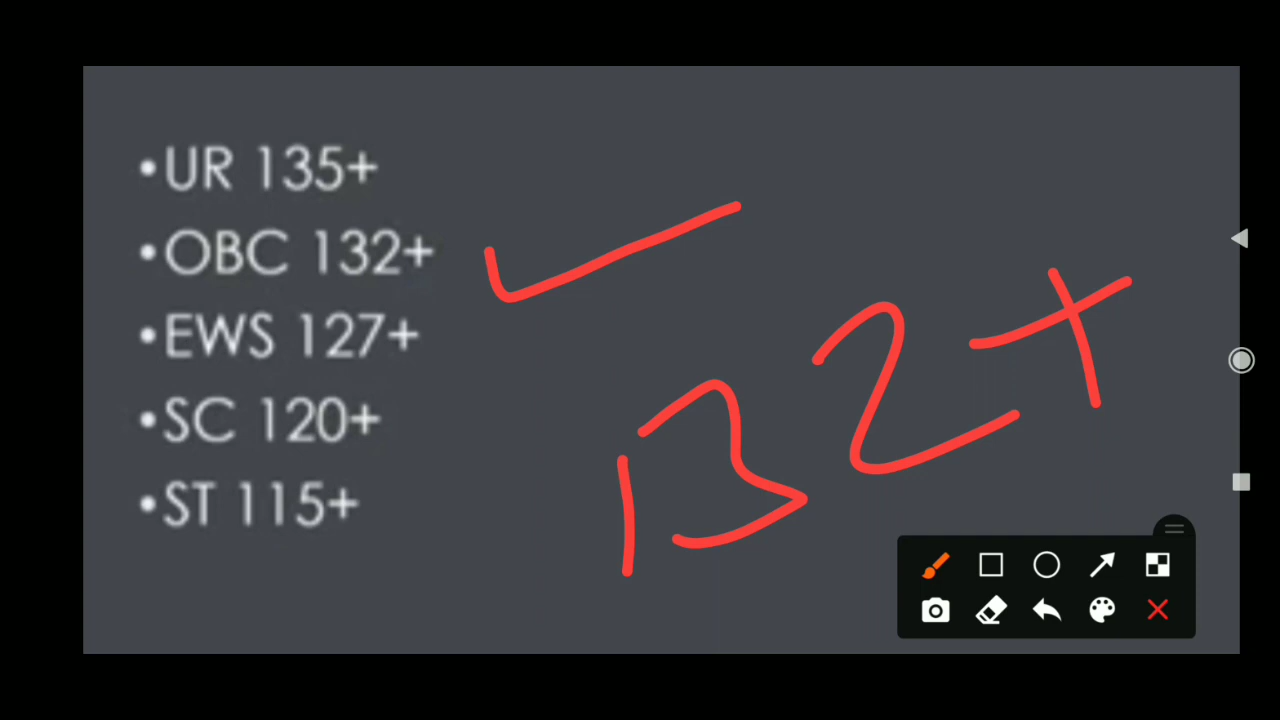 •UR 135+
•OBC 132+
•EWS 127+
•SC 120+
•ST 115+
132+